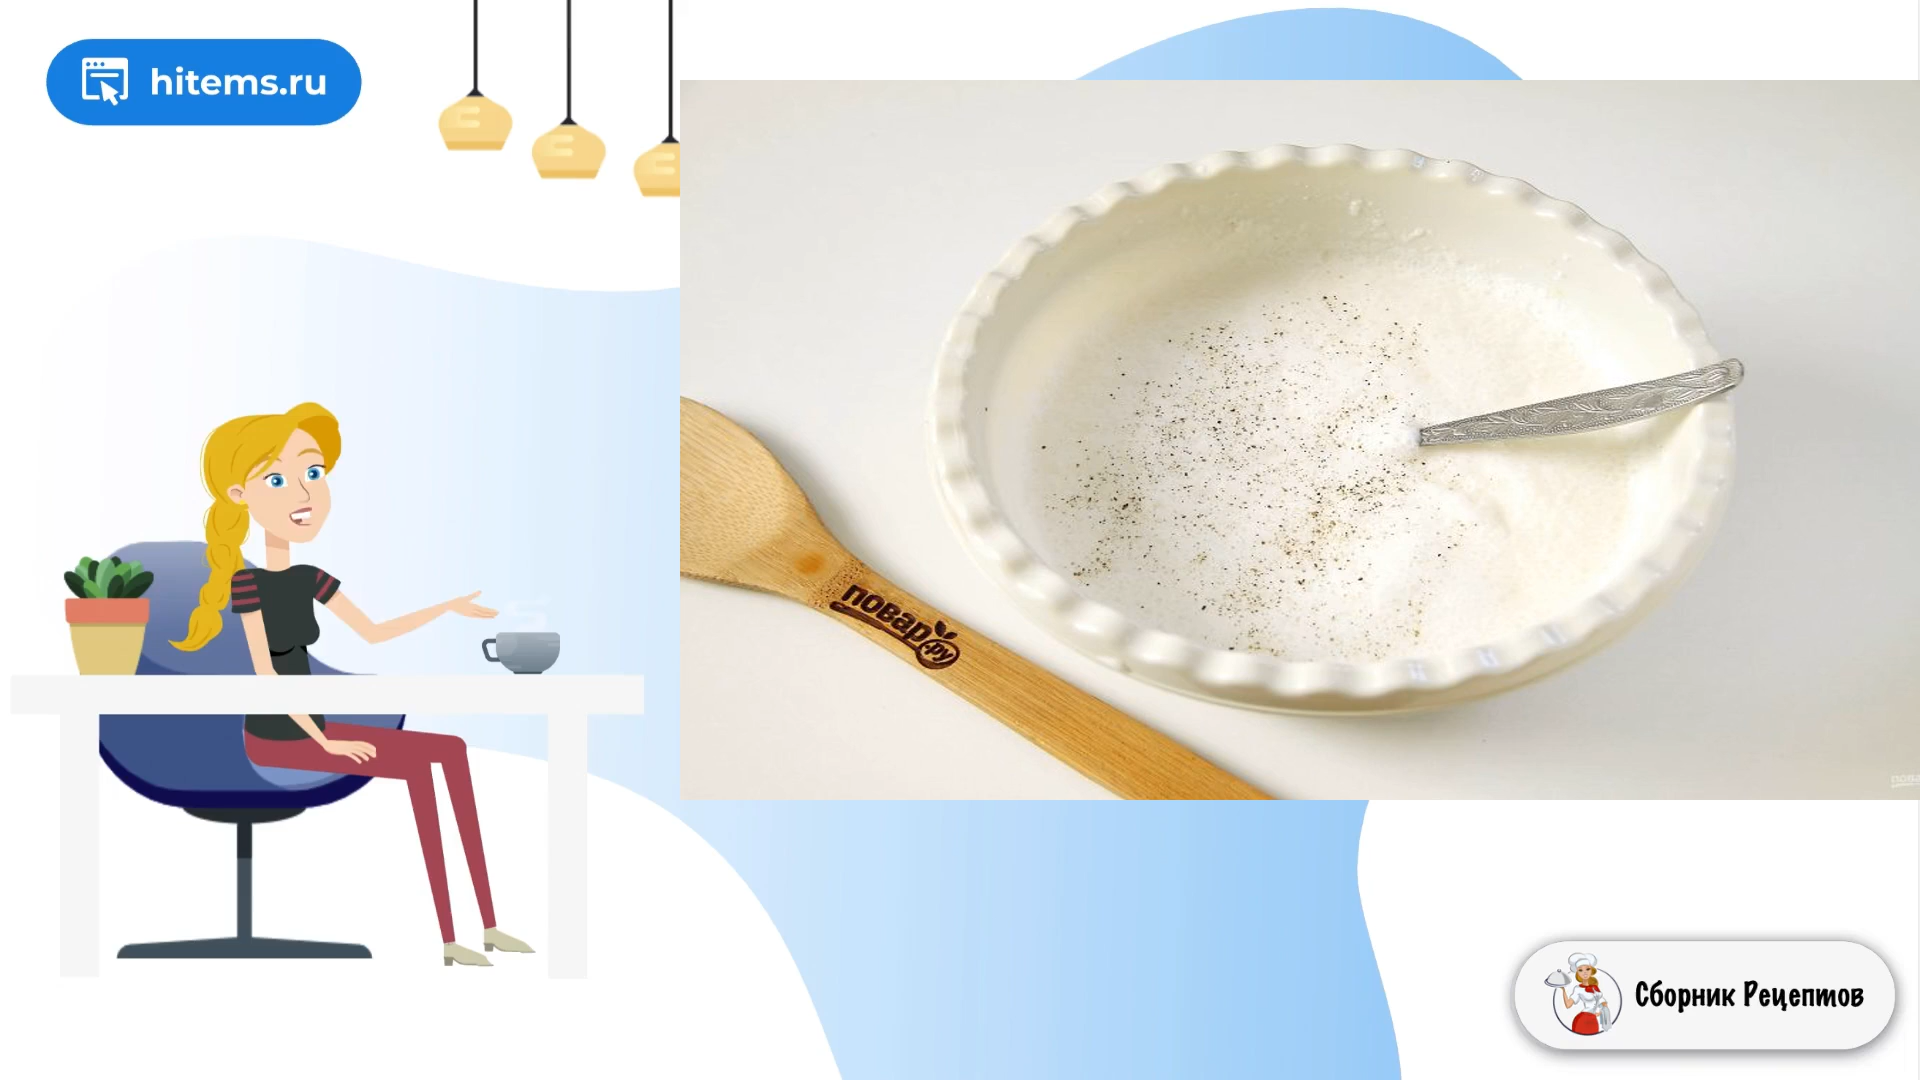 hitems.ru
повар
.ру
Сборник Рецептов